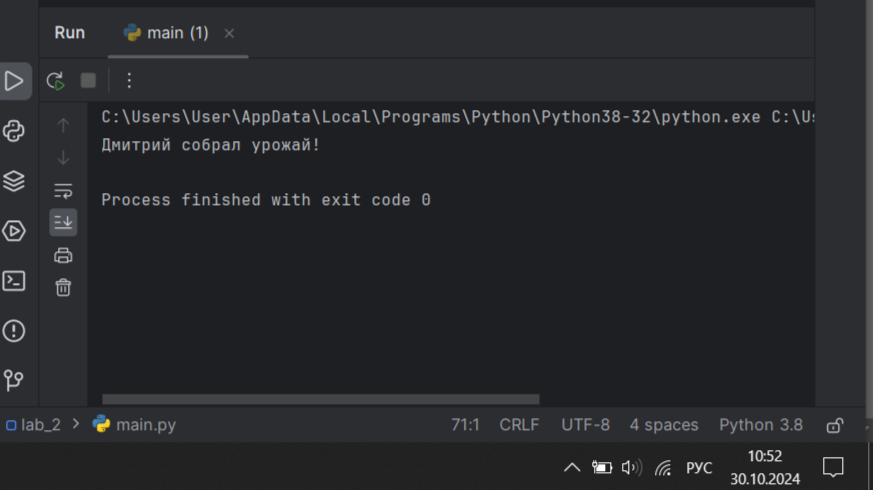 Run main (1)
C:\Users\User\AppData\Local\Programs\Python\Python38-32\python.exe C:\Us
Дмитрий собрал урожай!
Process finished with exit code 0
lab_2 > main.py 71:1 CRLF UTF-8 4 spaces Python 3.8
РУС 10:52
30.10.2024